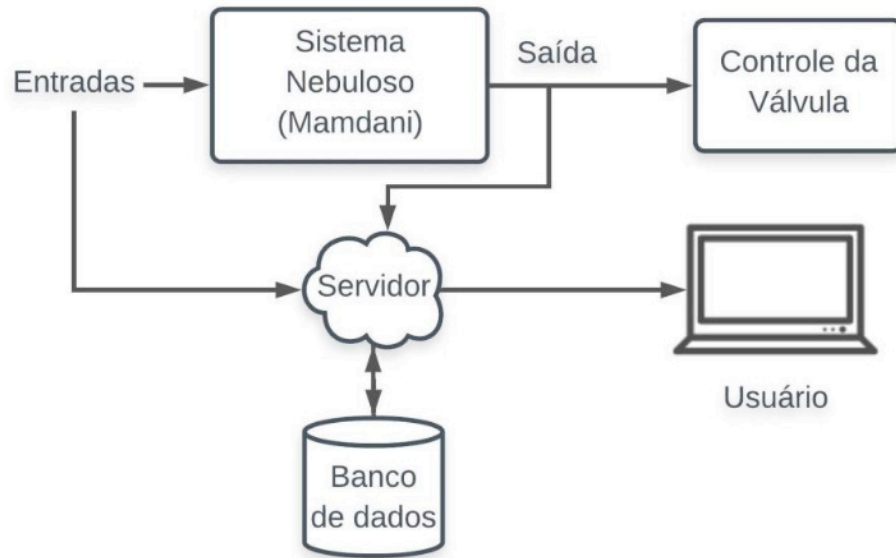 Entradas
Sistema
Nebuloso
(Mamdani)
Saída
Controle da
Válvula
Servidor
Usuário
Banco
de dados